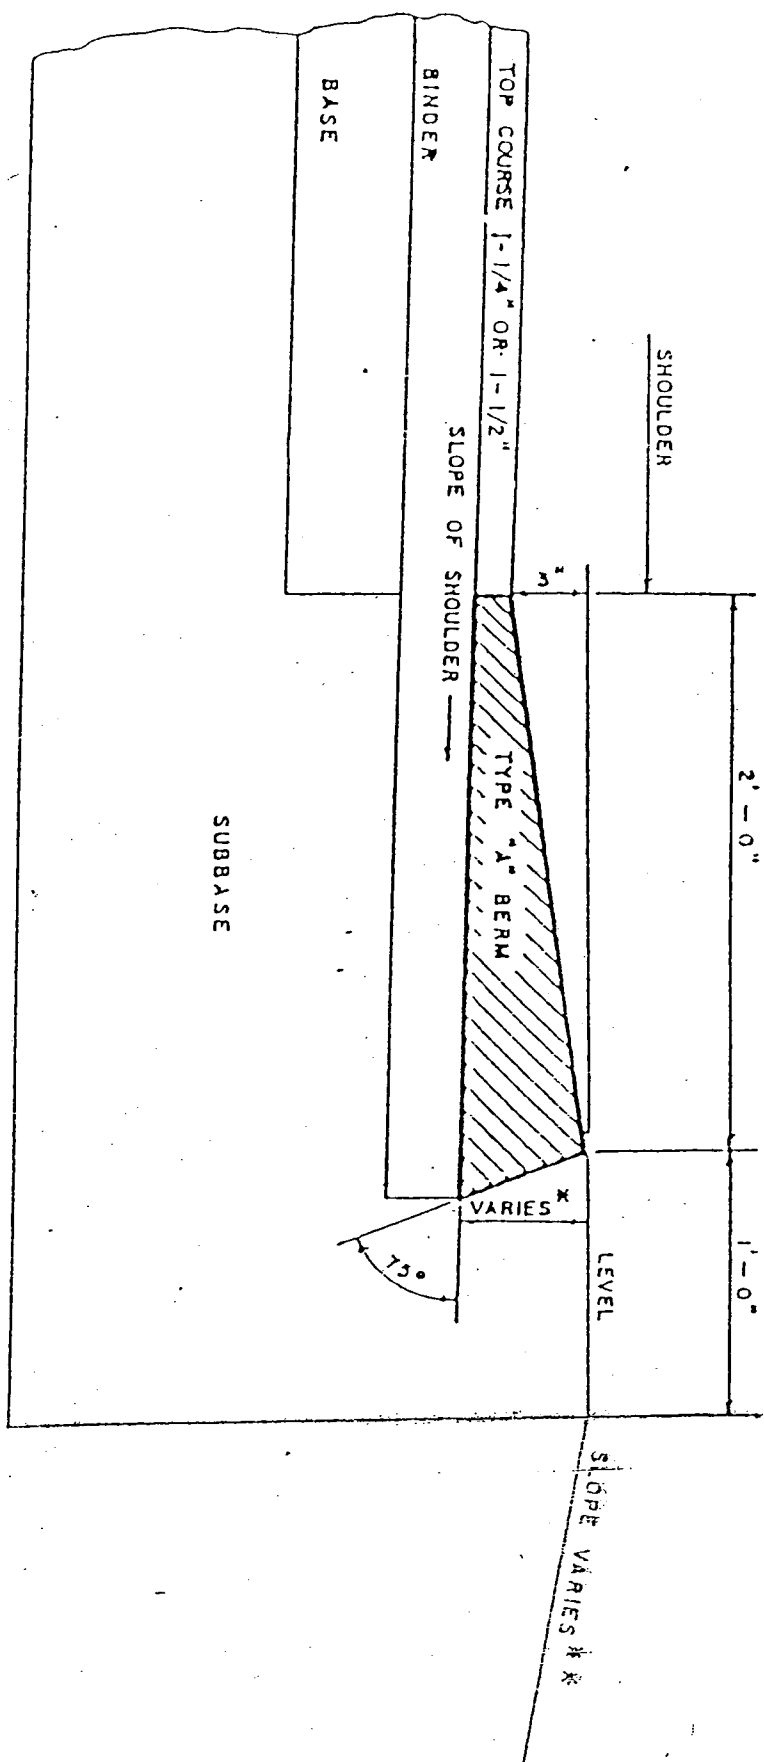 SHOULDER
2'-0"
1'-0"
3"
LEVEL
SLOPE VARIES **
TOP COURSE 1-1/4" OR 1-1/2"
TYPE "A" BERM
VARIES *
BINDER
SLOPE OF SHOULDER
75°
BASE
SUBBASE